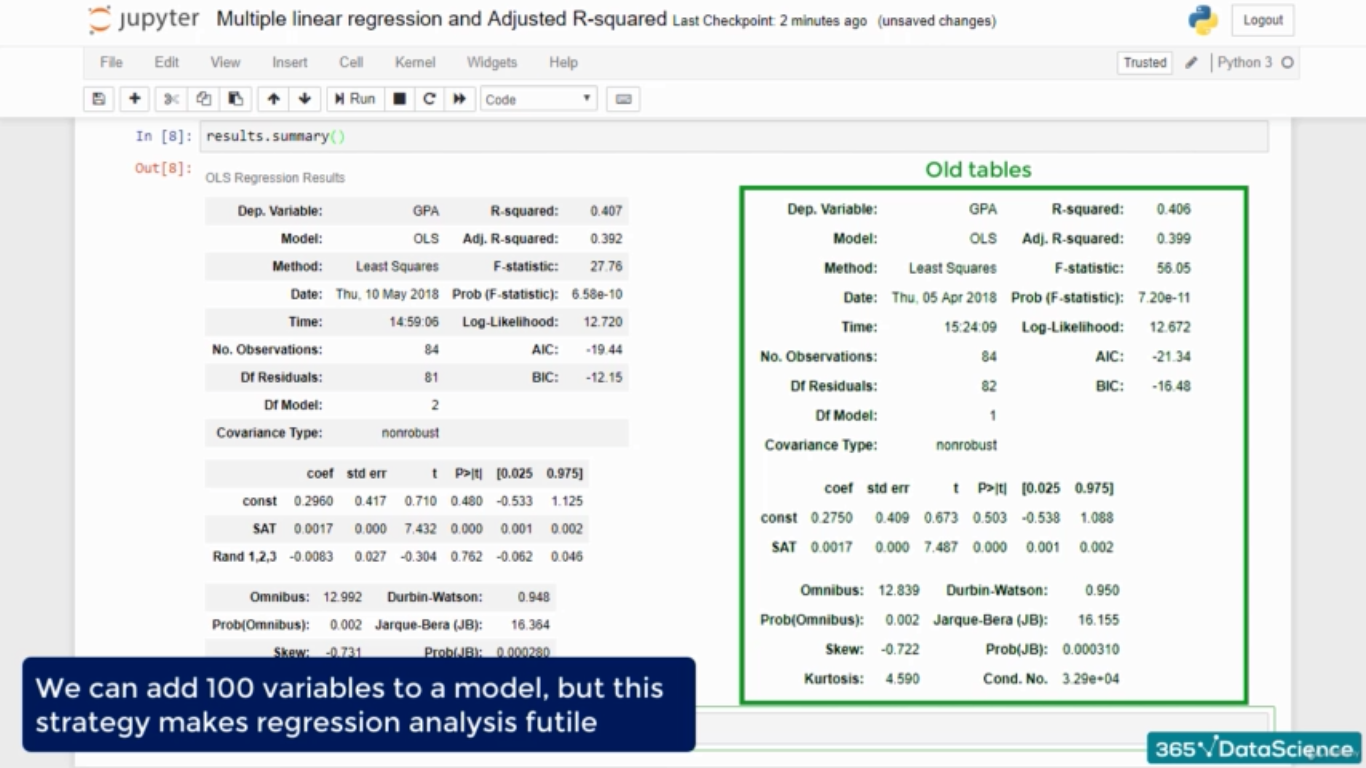 jupyter Multiple linear regression and Adjusted R-squared Last Checkpoint: 2 minutes ago (unsaved changes) Logout
File Edit View Insert Cell Kernel Widgets Help Trusted Python 3
Run Code
In [8]: results.summary()
Out[8]: OLS Regression Results
Dep. Variable: GPA R-squared: 0.407
Model: OLS Adj. R-squared: 0.392
Method: Least Squares F-statistic: 27.76
Date: Thu, 10 May 2018 Prob (F-statistic): 6.58e-10
Time: 14:59:06 Log-Likelihood: 12.720
No. Observations: 84 AIC: -19.44
Df Residuals: 81 BIC: -12.15
Df Model: 2
Covariance Type: nonrobust
coef std err t P>|t| [0.025 0.975]
const 0.2960 0.417 0.710 0.480 -0.533 1.125
SAT 0.0017 0.000 7.432 0.000 0.001 0.002
Rand 1,2,3 -0.0083 0.027 -0.304 0.762 -0.062 0.046
Omnibus: 12.992 Durbin-Watson: 0.948
Prob(Omnibus): 0.002 Jarque-Bera (JB): 16.364
Skew: -0.731 Prob(JB): 0.000280
Old tables
Dep. Variable: GPA R-squared: 0.406
Model: OLS Adj. R-squared: 0.399
Method: Least Squares F-statistic: 56.05
Date: Thu, 05 Apr 2018 Prob (F-statistic): 7.20e-11
Time: 15:24:09 Log-Likelihood: 12.672
No. Observations: 84 AIC: -21.34
Df Residuals: 82 BIC: -16.48
Df Model: 1
Covariance Type: nonrobust
coef std err t P>|t| [0.025 0.975]
const 0.2750 0.409 0.673 0.503 -0.538 1.088
SAT 0.0017 0.000 7.487 0.000 0.001 0.002
Omnibus: 12.839 Durbin-Watson: 0.950
Prob(Omnibus): 0.002 Jarque-Bera (JB): 16.155
Skew: -0.722 Prob(JB): 0.000310
Kurtosis: 4.590 Cond. No. 3.29e+04
We can add 100 variables to a model, but this
strategy makes regression analysis futile
365 DataScience